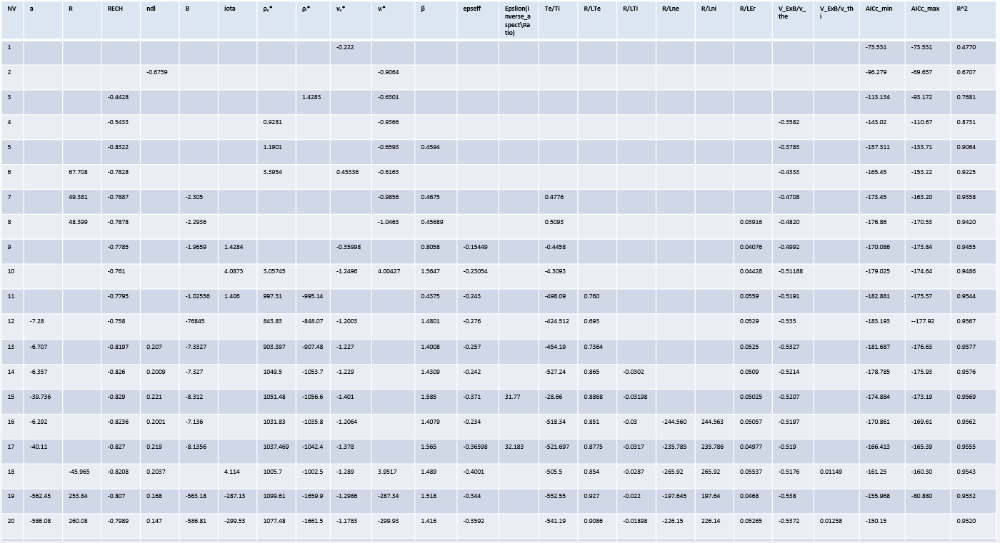 NV a R RECH ndl B iota ρₑ* ρᵢ* νₑ* νᵢ* β epseff Epslion(inverse_aspect\Ratio) Te/Ti R/LTe R/LTi R/Lne R/Lni R/LEr V_ExB/v_the V_ExB/v_thi AICc_min AICc_max R^2
1 -0.222 -73.531 -73.531 0.4770
2 -0.6759 -0.9064 -96.279 -69.657 0.6707
3 -0.4428 1.4283 -0.6301 -113.134 -93.172 0.7681
4 -0.5433 0.9281 -0.9366 -0.3582 -143.02 -110.67 0.8731
5 -0.8322 1.1901 -0.6593 0.4594 -0.3783 -157.311 -133.71 0.9064
6 67.708 -0.7828 3.3954 0.45336 -0.6163 -0.4333 -165.45 -153.22 0.9225
7 49.381 -0.7887 -2.305 -0.9856 0.4675 0.4776 -0.4708 -173.45 -163.20 0.9358
8 48.399 -0.7878 -2.2936 -1.0463 0.45689 0.5093 0.03916 -0.4820 -176.86 -170.53 0.9420
9 -0.7785 -1.9659 1.4284 -0.35998 0.8058 -0.15449 -0.4458 0.04076 -0.4992 -170.086 -173.84 0.9455
10 -0.761 4.0873 3.05745 -1.2496 4.00427 1.5647 -0.23054 -4.3093 0.04428 -0.51188 -179.025 -174.64 0.9486
11 -0.7795 -1.02556 1.406 997.31 -995.14 0.4375 -0.243 -498.09 0.760 0.0559 -0.5191 -182.881 -175.57 0.9544
12 -7.28 -0.758 -76845 843.83 -848.07 -1.2003 1.4801 -0.276 -424.512 0.693 0.0529 -0.535 -183.193 --177.92 0.9567
13 -6.707 -0.8197 0.207 -7.3327 903.397 -907.48 -1.227 1.4008 -0.257 -454.19 0.7364 0.0525 -0.5327 -181.687 -176.63 0.9577
14 -6.357 -0.826 0.2009 -7.327 1049.5 -1053.7 -1.229 1.4309 -0.242 -527.24 0.865 -0.0302 0.0509 -0.5214 -178.785 -175.93 0.9576
15 -39.736 -0.829 0.221 -8.312 1051.48 -1056.6 -1.401 1.585 -0.371 31.77 -28.66 0.8868 -0.03198 0.05025 -0.5207 -174.884 -173.19 0.9569
16 -6.292 -0.8236 0.2001 -7.136 1031.83 -1035.8 -1.2064 1.4079 -0.234 -518.34 0.851 -0.03 -244.560 244.563 0.05057 -0.5197 -170.861 -169.61 0.9562
17 -40.11 -0.827 0.219 -8.1356 1037.469 -1042.4 -1.378 1.565 -0.36598 32.183 -521.697 0.8775 -0.0317 -235.785 235.786 0.04977 -0.519 -166.413 -165.39 0.9555
18 -45.965 -0.8208 0.2037 4.114 1005.7 -1002.5 -1.289 3.9517 1.489 -0.4001 -505.5 0.854 -0.0287 -265.92 265.92 0.05537 -0.5176 0.01149 -161.25 -160.30 0.9543
19 -562.45 253.84 -0.807 0.168 -563.18 -287.13 1099.61 -1659.9 -1.2986 -287.34 1.518 -0.344 -552.55 0.927 -0.022 -197.645 197.64 0.0468 -0.538 -155.968 -80.880 0.9532
20 -586.08 260.08 -0.7989 0.147 -586.81 -299.53 1077.48 -1661.5 -1.1783 -299.93 1.416 -0.3592 -541.19 0.9086 -0.01898 -226.15 226.14 0.05265 -0.5372 0.01258 -150.15 0.9520